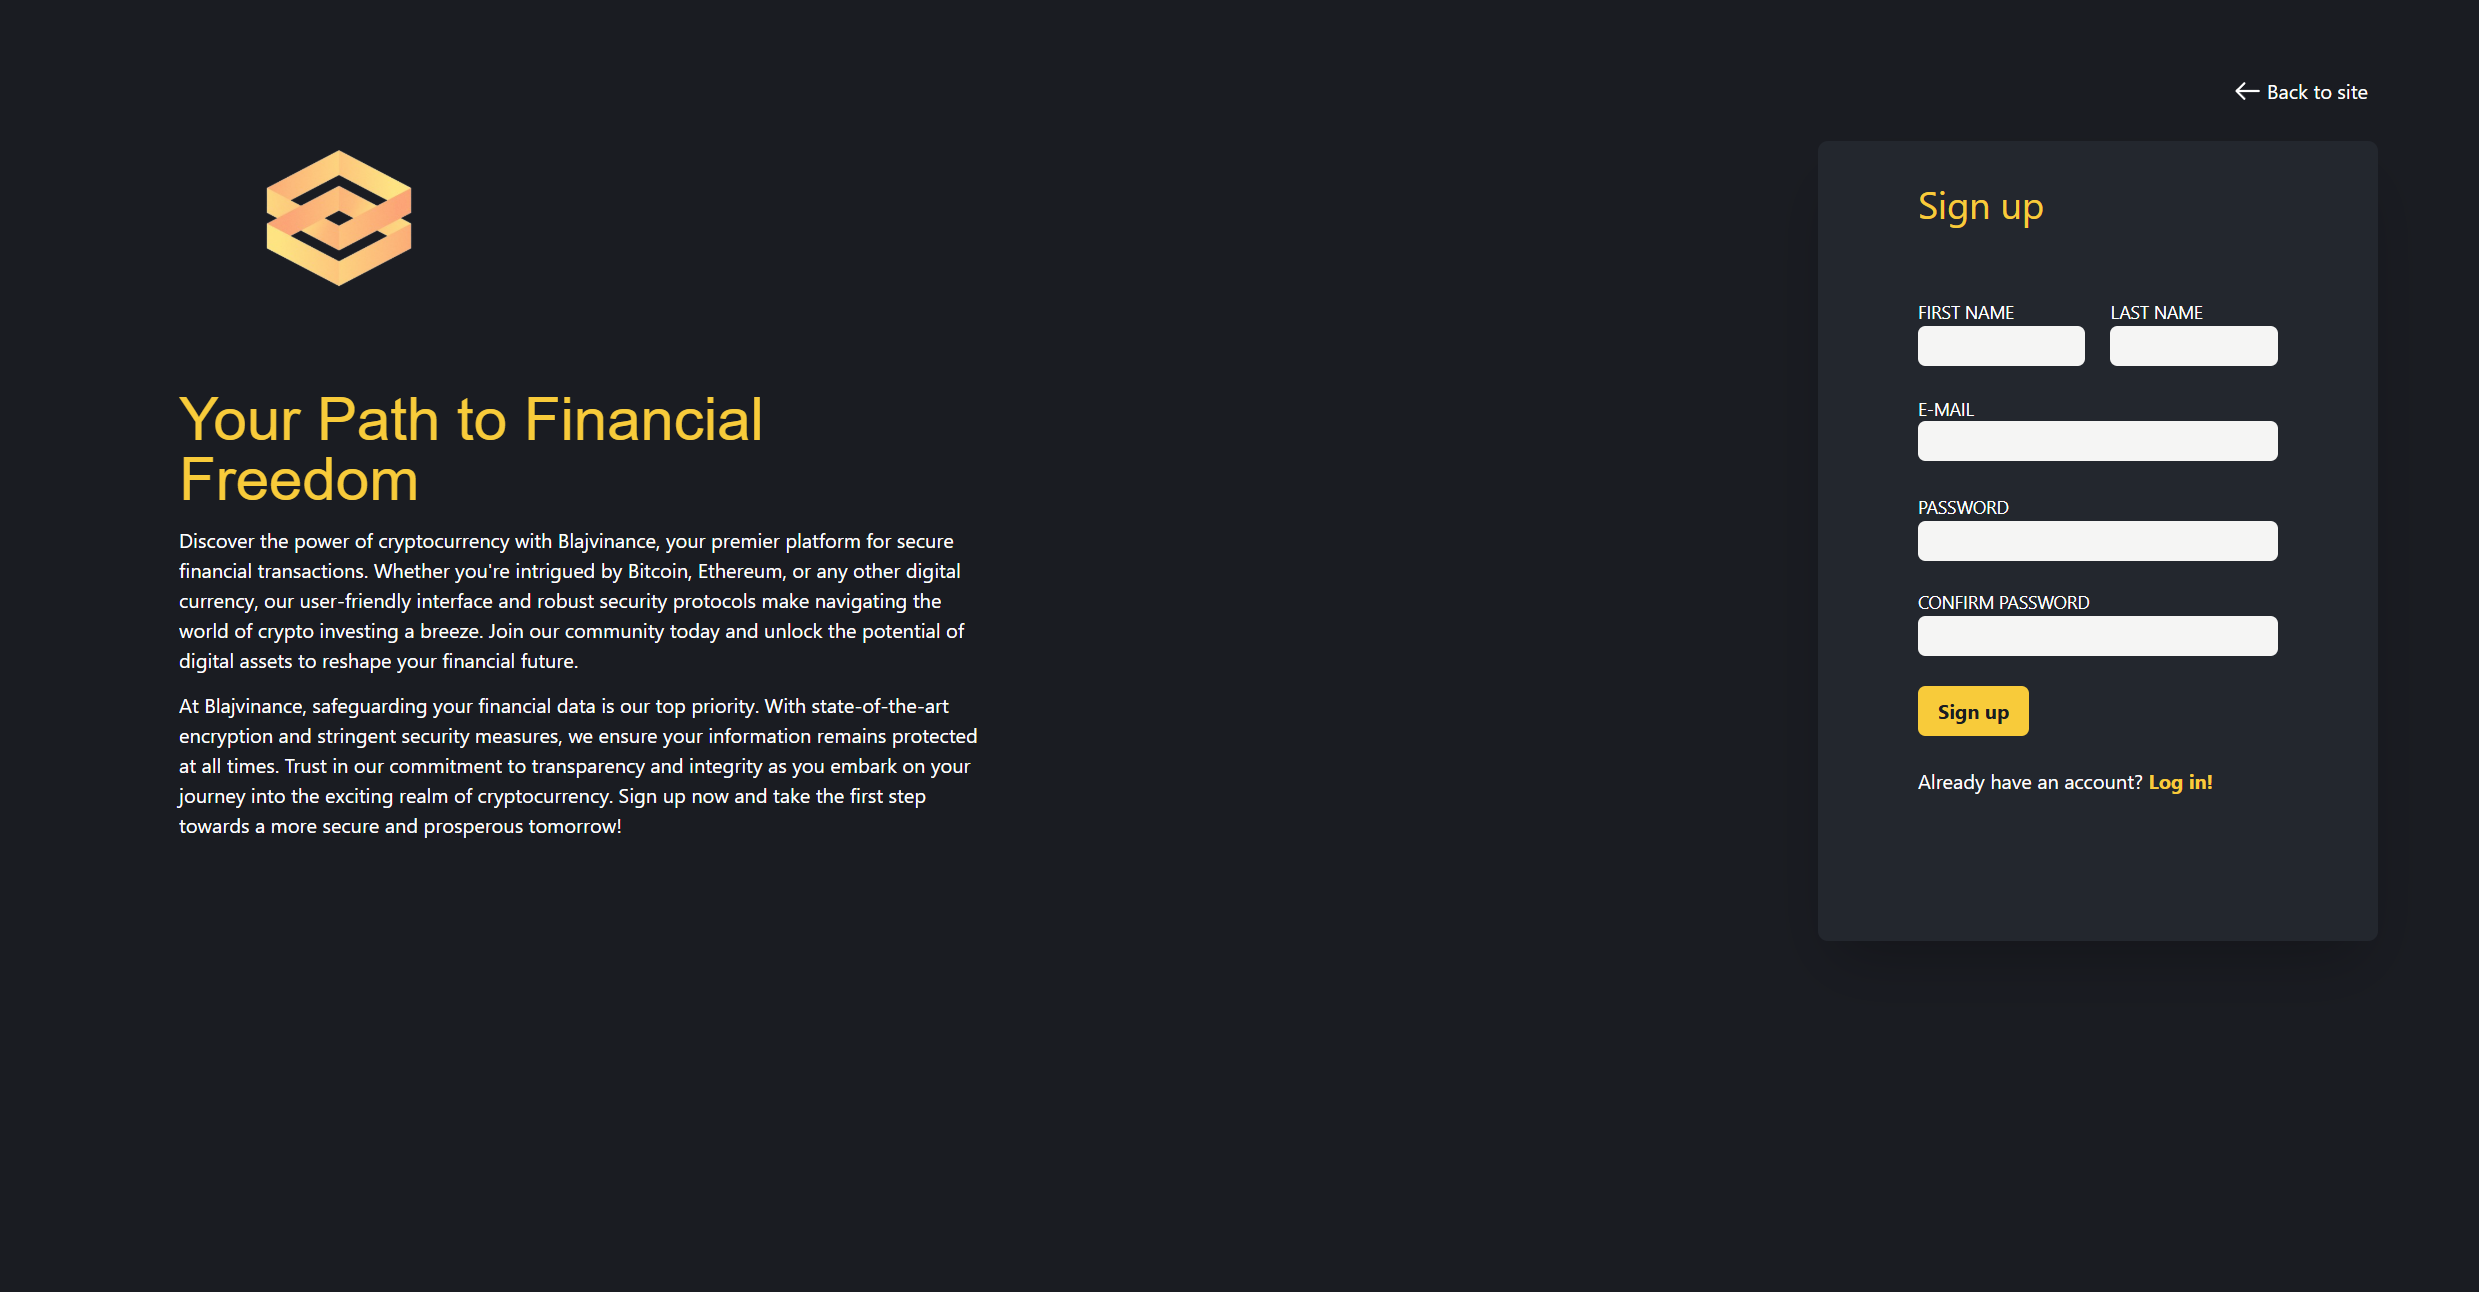 Back to site
Your Path to Financial
Freedom
Discover the power of cryptocurrency with Blajvinance, your premier platform for secure
financial transactions. Whether you're intrigued by Bitcoin, Ethereum, or any other digital
currency, our user-friendly interface and robust security protocols make navigating the
world of crypto investing a breeze. Join our community today and unlock the potential of
digital assets to reshape your financial future.
At Blajvinance, safeguarding your financial data is our top priority. With state-of-the-art
encryption and stringent security measures, we ensure your information remains protected
at all times. Trust in our commitment to transparency and integrity as you embark on your
journey into the exciting realm of cryptocurrency. Sign up now and take the first step
towards a more secure and prosperous tomorrow!
Sign up
FIRST NAME
LAST NAME
E-MAIL
PASSWORD
CONFIRM PASSWORD
Sign up
Already have an account? Log in!